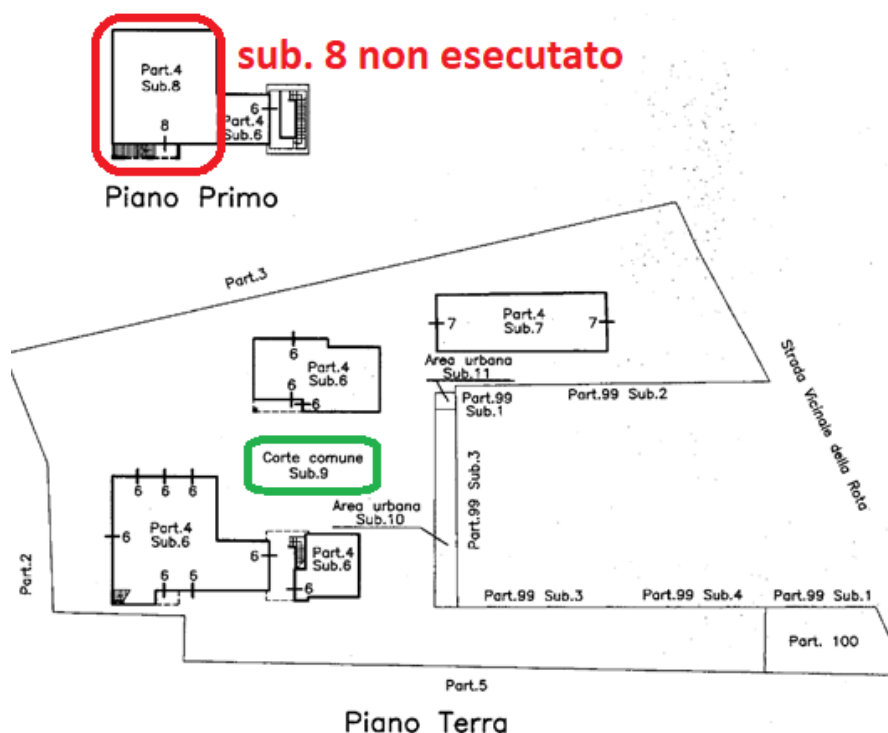 sub. 8 non esecutato
Part.4
Sub.8
8
6
Part.4
Sub.6
Piano Primo
Part.3
Strada Vicinale della Rota
7
Part.4
Sub.7
7
6
Part.4
Sub.6
6
6
Area urbana
Sub.11
Part.99
Sub.1
Part.99 Sub.2
Part.99 Sub.3
Corte comune
Sub.9
Area urbana
Sub.10
6
6
6
6
Part.4
Sub.6
6
6
6
Part.4
Sub.6
6
Part.2
Part.99 Sub.3
Part.99 Sub.4
Part.99 Sub.1
Part. 100
Part.5
Piano Terra